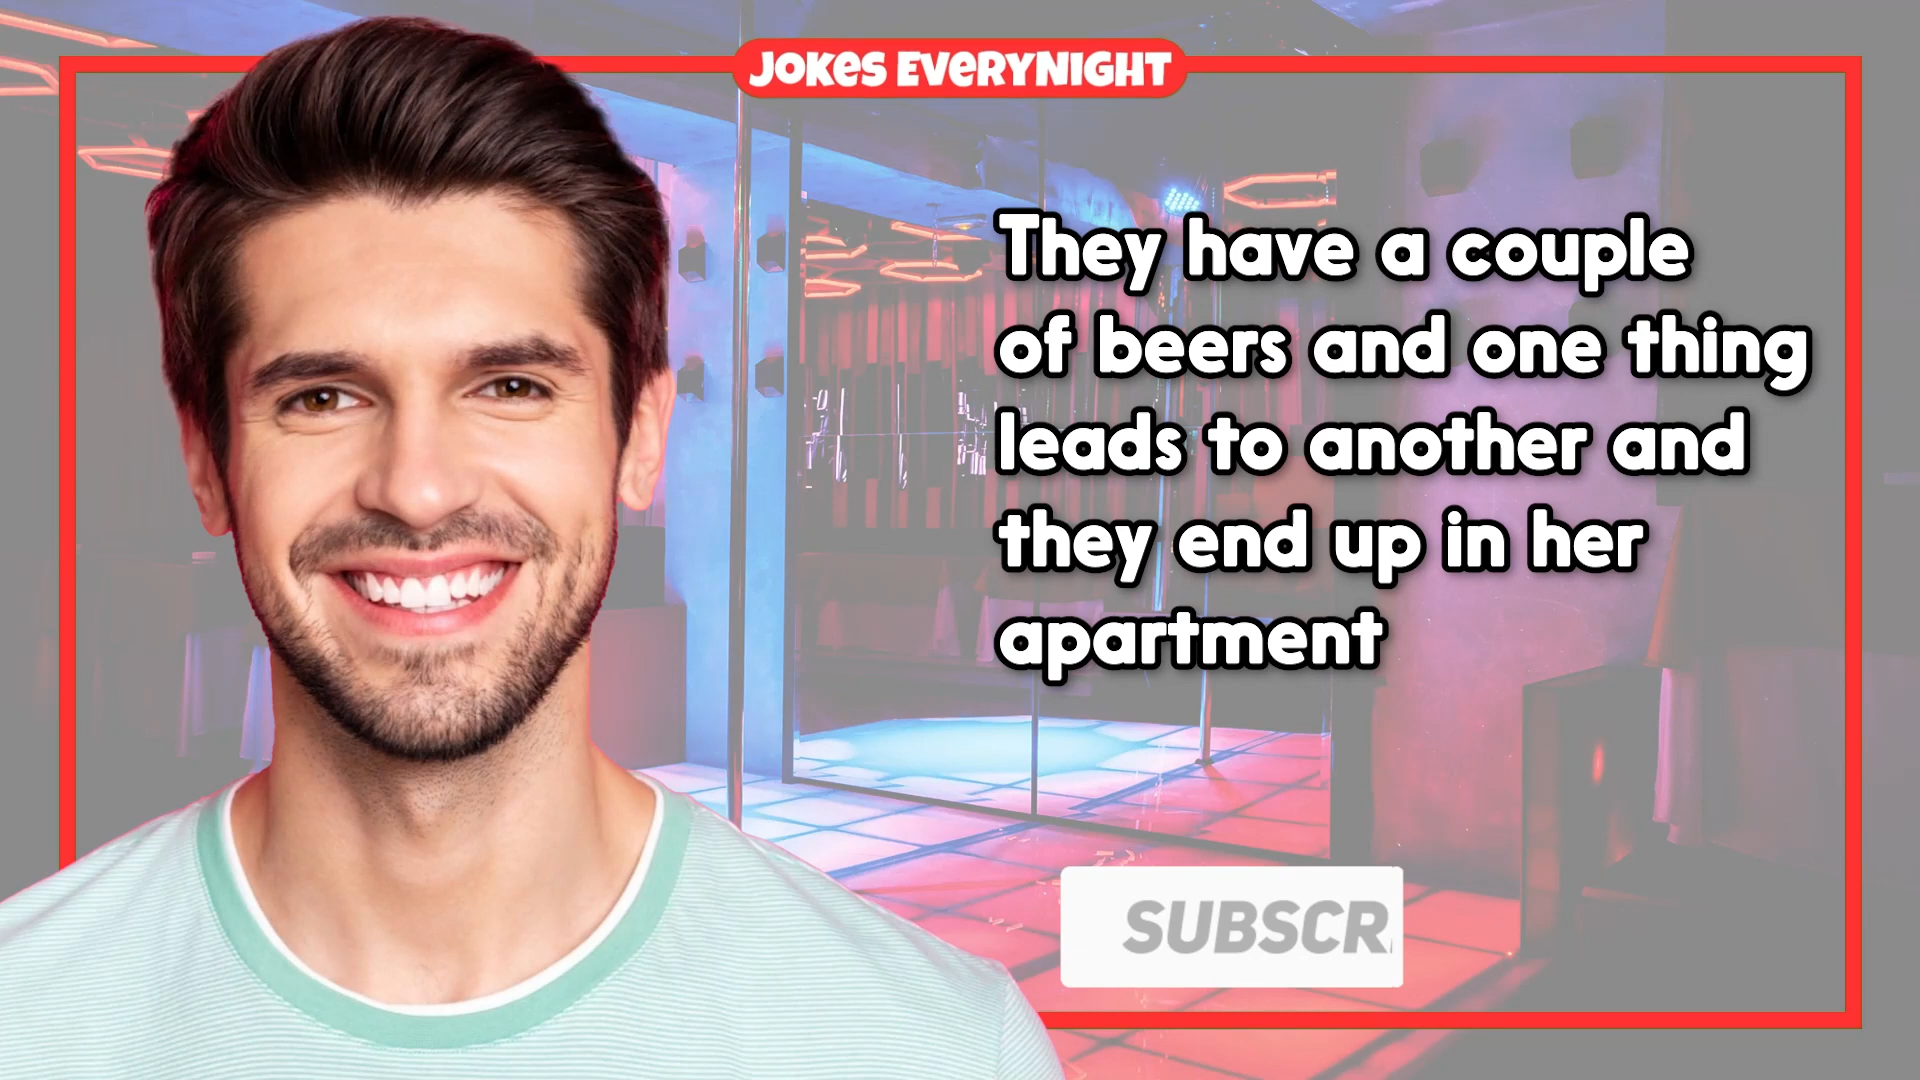 JOKES EVERYNIGHT
They have a couple
of beers and one thing
leads to another and
they end up in her
apartment
SUBSCR